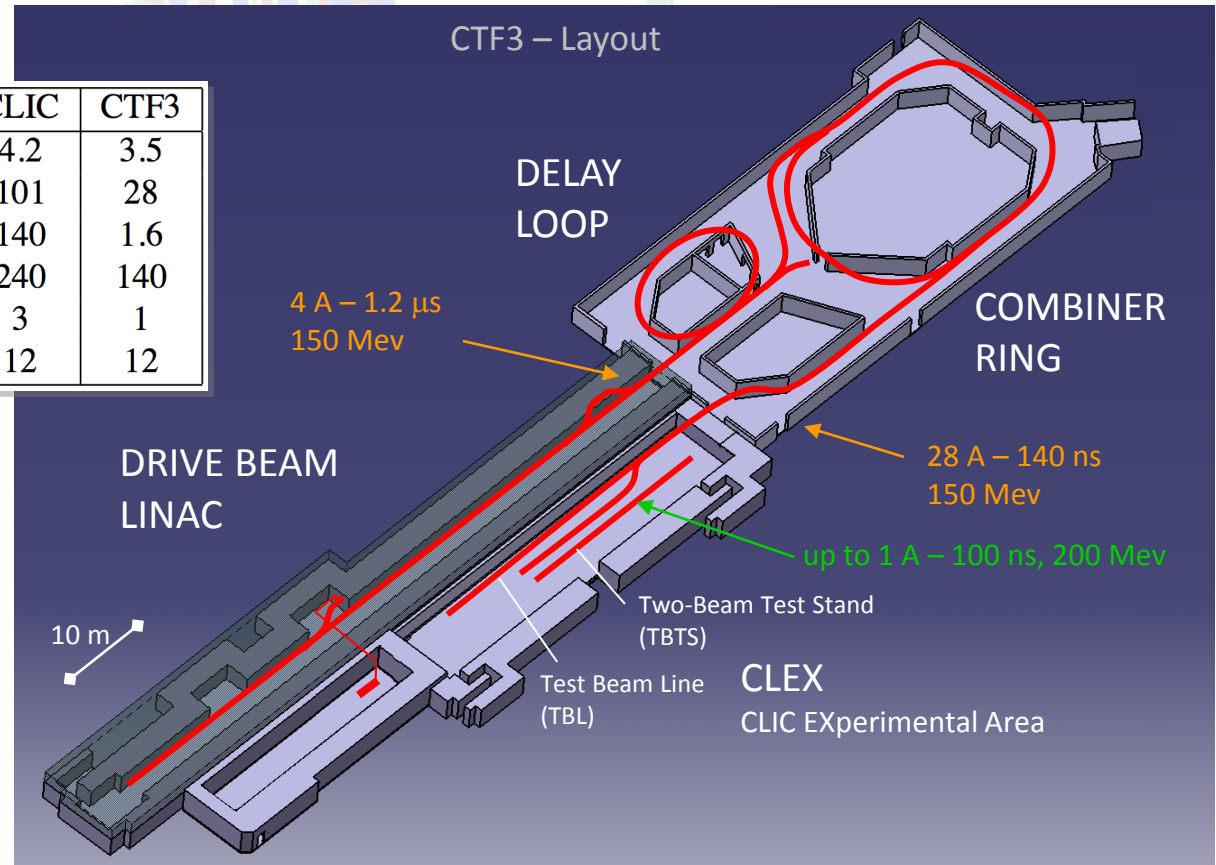 CTF3 – Layout
CLIC CTF3
4.2 3.5
101 28
140 1.6
240 140
3 1
12 12
DELAY
LOOP
4 A – 1.2 μs
150 Mev
COMBINER
RING
DRIVE BEAM
LINAC
28 A – 140 ns
150 Mev
up to 1 A – 100 ns, 200 Mev
Two-Beam Test Stand
(TBTS)
10 m
Test Beam Line
(TBL)
CLEX
CLIC EXperimental Area